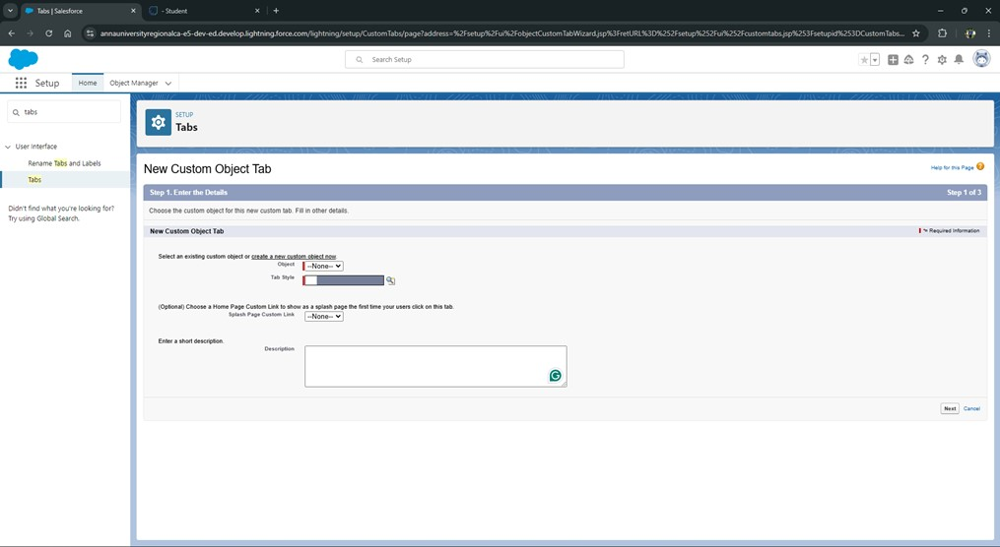 Tabs | Salesforce
- Student
annauniversityregionalca-e5-dev-ed.develop.lightning.force.com/lightning/setup/CustomTabs/page?address=%2Fsetup%2Fui%2FobjectCustomTabWizard.jsp%3FretURL%3D%252Fsetup%252Fui%252Fcustomtabs.jsp%253Fsetupid%253DCustomTabs...
Search Setup
Setup
Home
Object Manager
tabs
User Interface
Rename Tabs and Labels
Tabs
Didn't find what you're looking for?
Try using Global Search.
SETUP
Tabs
New Custom Object Tab
Help for this Page
Step 1. Enter the Details
Step 1 of 3
Choose the custom object for this new custom tab. Fill in other details.
New Custom Object Tab
= Required Information
Select an existing custom object or create a new custom object now.
Object
--None--
Tab Style
(Optional) Choose a Home Page Custom Link to show as a splash page the first time your users click on this tab.
Splash Page Custom Link
--None--
Enter a short description.
Description
Next
Cancel